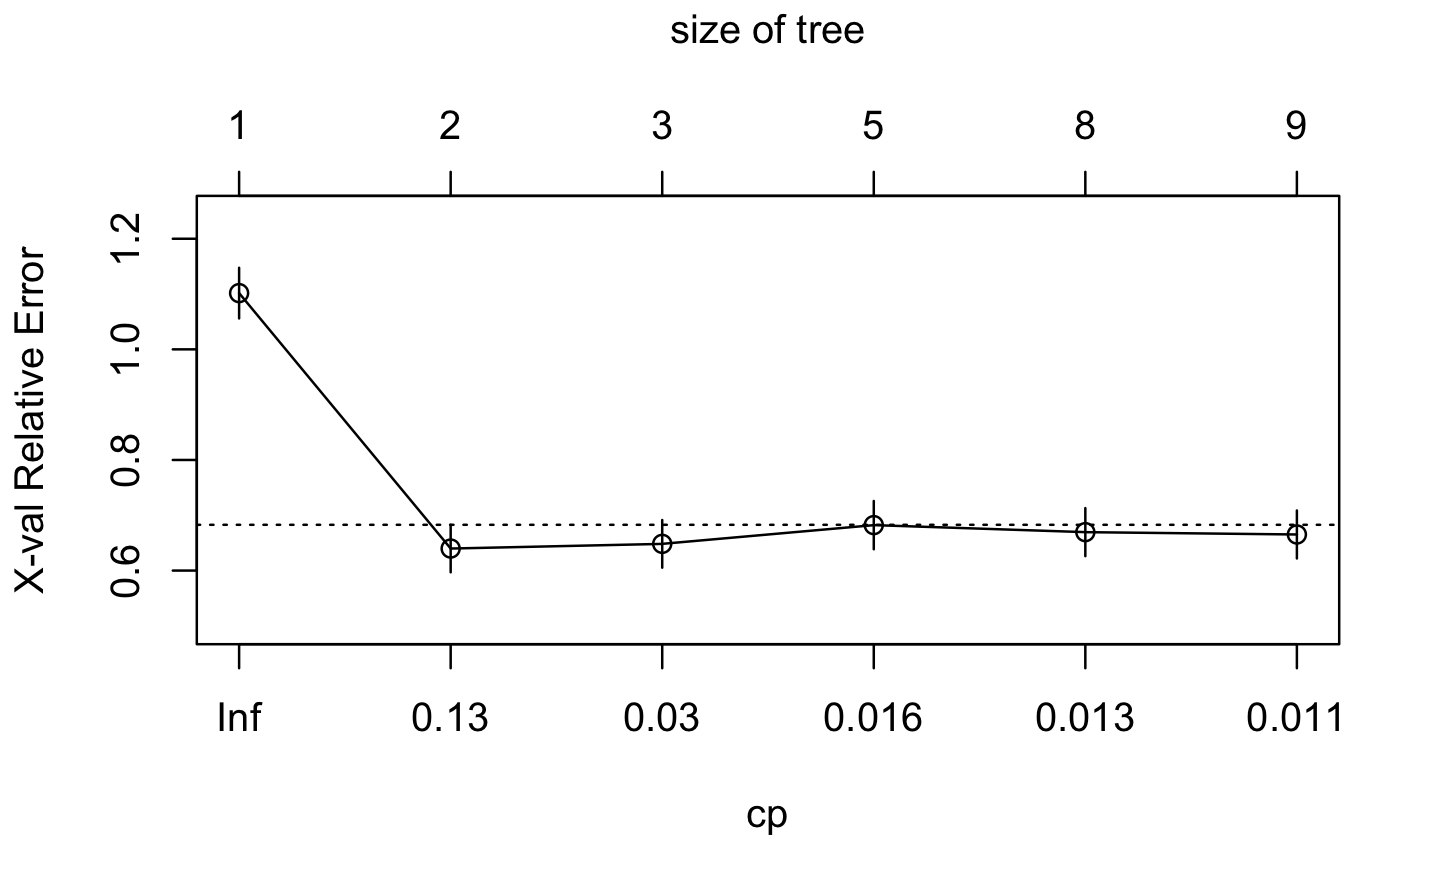 size of tree
1 2 3 5 8 9
X-val Relative Error
1.2
1.0
0.8
0.6
Inf 0.13 0.03 0.016 0.013 0.011
cp